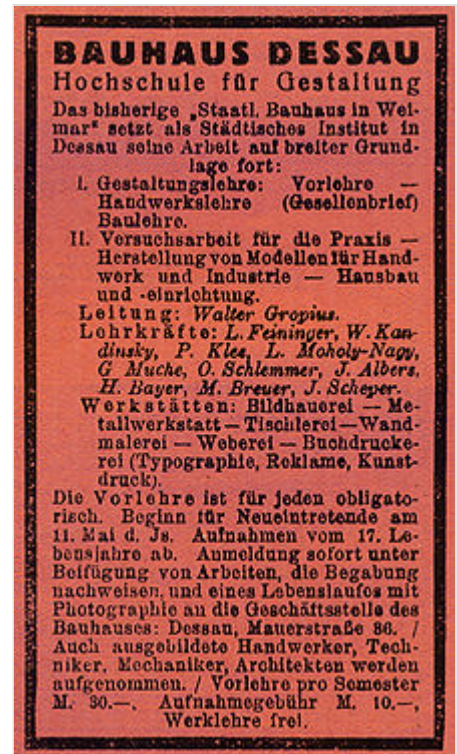 BAUHAUS DESSAU
Hochschule für Gestaltung
Das bisherige „Staatl. Bauhaus in Wei-
mar“ setzt als Städtisches Institut in
Dessau seine Arbeit auf breiter Grund-
lage fort:
I. Gestaltungslehre: Vorlehre —
Handwerkslehre (Gesellenbrief)
Baulehre.
II. Versuchsarbeit für die Praxis —
Herstellung von Modellen für Hand-
werk und Industrie — Hausbau
und -einrichtung.
Leitung: Walter Gropius.
Lehrkräfte: L. Feininger, W. Kan-
dinsky, P. Klee, L. Moholy-Nagy,
G. Muche, O. Schlemmer, J. Albers,
H. Bayer, M. Breuer, J. Scheper.
Werkstätten: Bildhauerei — Me-
tallwerkstatt — Tischlerei — Wand-
malerei — Weberei — Buchdrucke-
rei (Typographie, Reklame, Kunst-
druck).
Die Vorlehre ist für jeden obligato-
risch. Beginn für Neueintretende am
11. Mai d. Js. Aufnahmen vom 17. Le-
bensjahre ab. Anmeldung sofort unter
Beifügung von Arbeiten, die Begabung
nachweisen, und eines Lebenslaufes mit
Photographie an die Geschäftsstelle des
Bauhauses: Dessau, Mauerstraße 36. /
Auch ausgebildete Handwerker, Tech-
niker, Mechaniker, Architekten werden
aufgenommen. / Vorlehre pro Semester
M. 30.—, Aufnahmegebühr M. 10.—,
Werklehre frei.